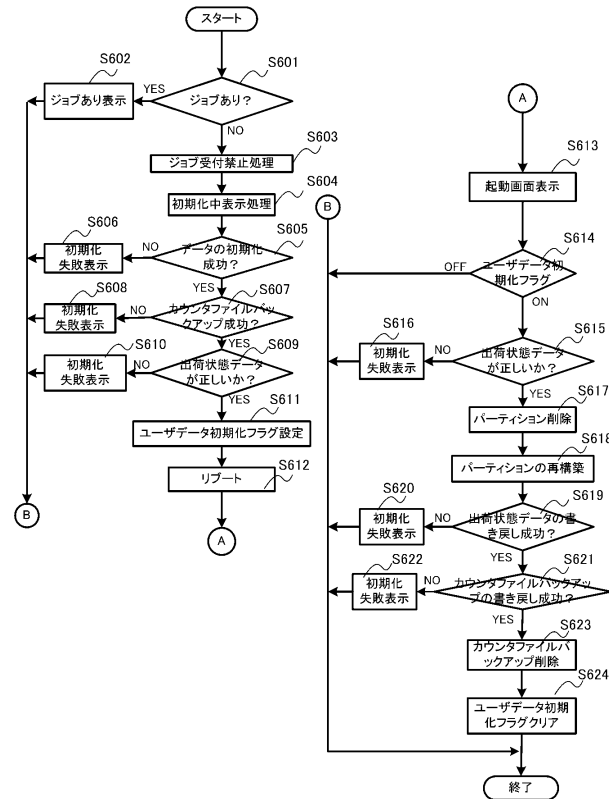 スタート
S601
ジョブあり？
YES
NO
S602
ジョブあり表示
S603
ジョブ受付禁止処理
S604
初期化中表示処理
S605
データの初期化
成功？
NO
YES
S606
初期化
失敗表示
S607
カウンタファイルバッ
クアップ成功？
NO
YES
S608
初期化
失敗表示
S609
出荷状態データ
が正しいか？
NO
YES
S610
初期化
失敗表示
S611
ユーザデータ初期化フラグ設定
S612
リブート
A
B
A
S613
起動画面表示
B
S614
ユーザデータ初
期化フラグ
OFF
ON
S615
出荷状態データ
が正しいか？
NO
YES
S616
初期化
失敗表示
S617
パーティション削除
S618
パーティションの再構築
S619
出荷状態データの書
き戻し成功？
NO
YES
S620
初期化
失敗表示
S621
カウンタファイルバックアッ
プの書き戻し成功？
NO
YES
S622
初期化
失敗表示
S623
カウンタファイルバ
ックアップ削除
S624
ユーザデータ初期
化フラグクリア
終了